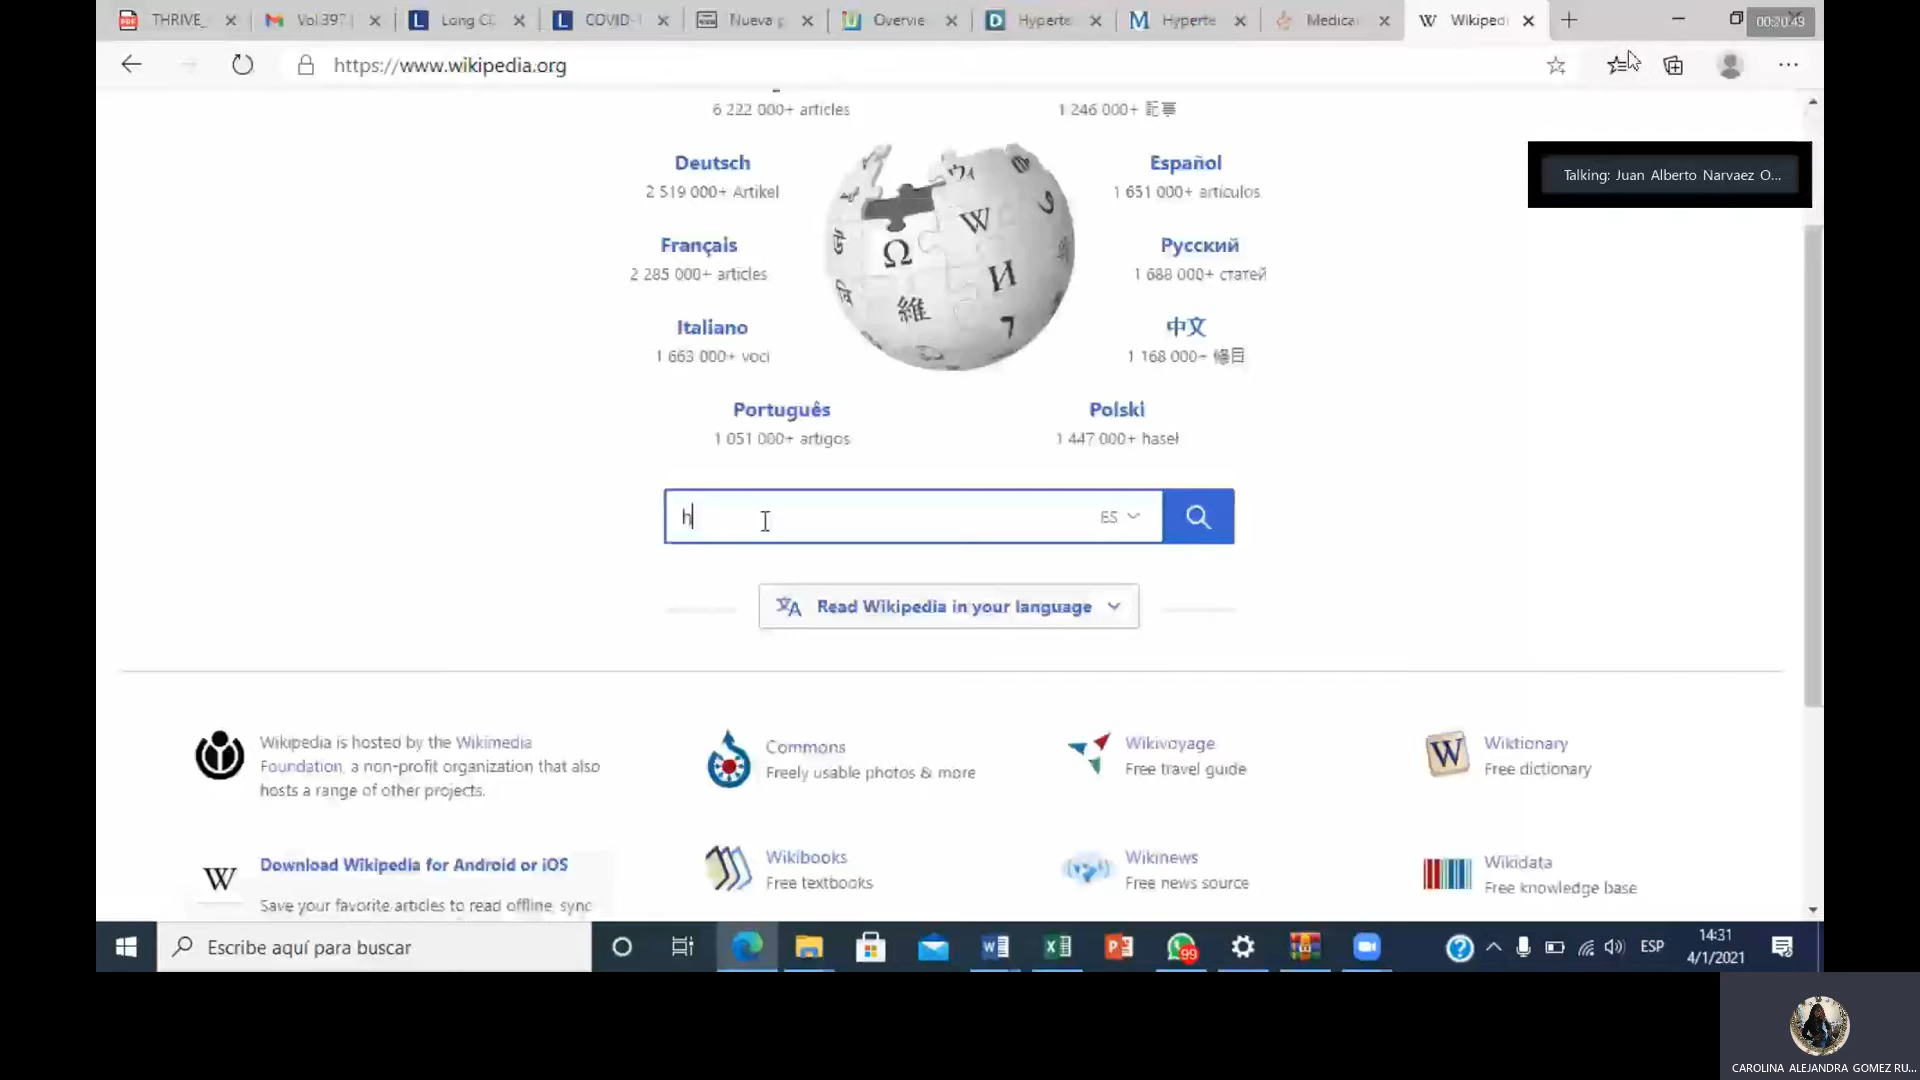 THRIVE_ Vol 397 Long C COVID-1 Nueva p Overvie Hyperte Hyperte Medica Wikiped 00:20:43
https://www.wikipedia.org
6 222 000+ articles 1 246 000+ 記事
Talking: Juan Alberto Narvaez O...
Deutsch Español
2 519 000+ Artikel 1 651 000+ artículos
Français Русский
2 285 000+ articles 1 688 000+ статей
Italiano 中文
1 663 000+ voci 1 168 000+ 條目
Português Polski
1 051 000+ artigos 1 447 000+ haseł
h ES
Read Wikipedia in your language
Wikipedia is hosted by the Wikimedia
Foundation, a non-profit organization that also
hosts a range of other projects.
Commons
Freely usable photos & more
Wikivoyage
Free travel guide
Wiktionary
Free dictionary
Download Wikipedia for Android or iOS
Save your favorite articles to read offline, sync
Wikibooks
Free textbooks
Wikinews
Free news source
Wikidata
Free knowledge base
Escribe aquí para buscar
99
ESP
14:31
4/1/2021
CAROLINA ALEJANDRA GOMEZ RU...